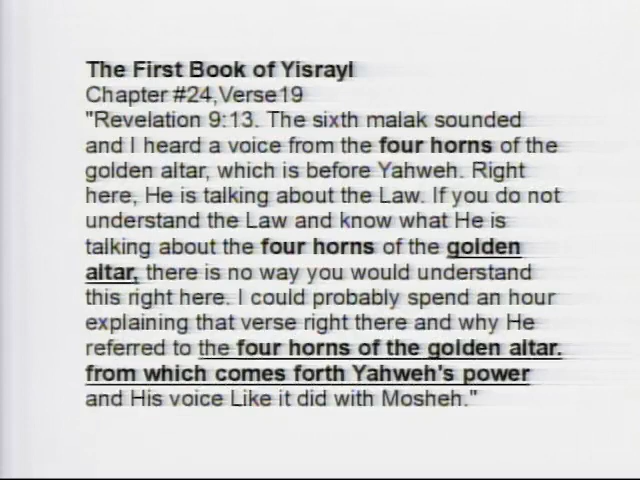 The First Book of Yisrayl
Chapter #24,Verse19
"Revelation 9:13. The sixth malak sounded
and I heard a voice from the four horns of the
golden altar, which is before Yahweh. Right
here, He is talking about the Law. If you do not
understand the Law and know what He is
talking about the four horns of the golden
altar, there is no way you would understand
this right here. I could probably spend an hour
explaining that verse right there and why He
referred to the four horns of the golden altar.
from which comes forth Yahweh's power
and His voice Like it did with Mosheh."